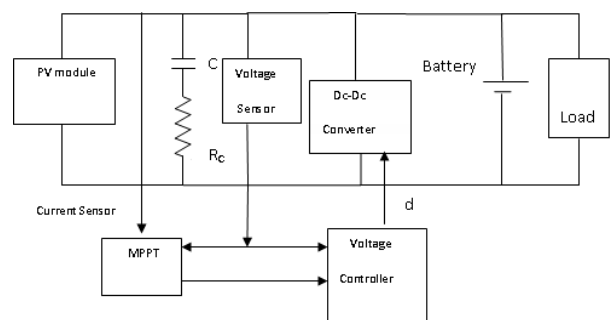 PV module
C
Voltage
Sensor
Rc
Dc-Dc
Converter
Battery
Load
Current Sensor
d
MPPT
Voltage
Controller